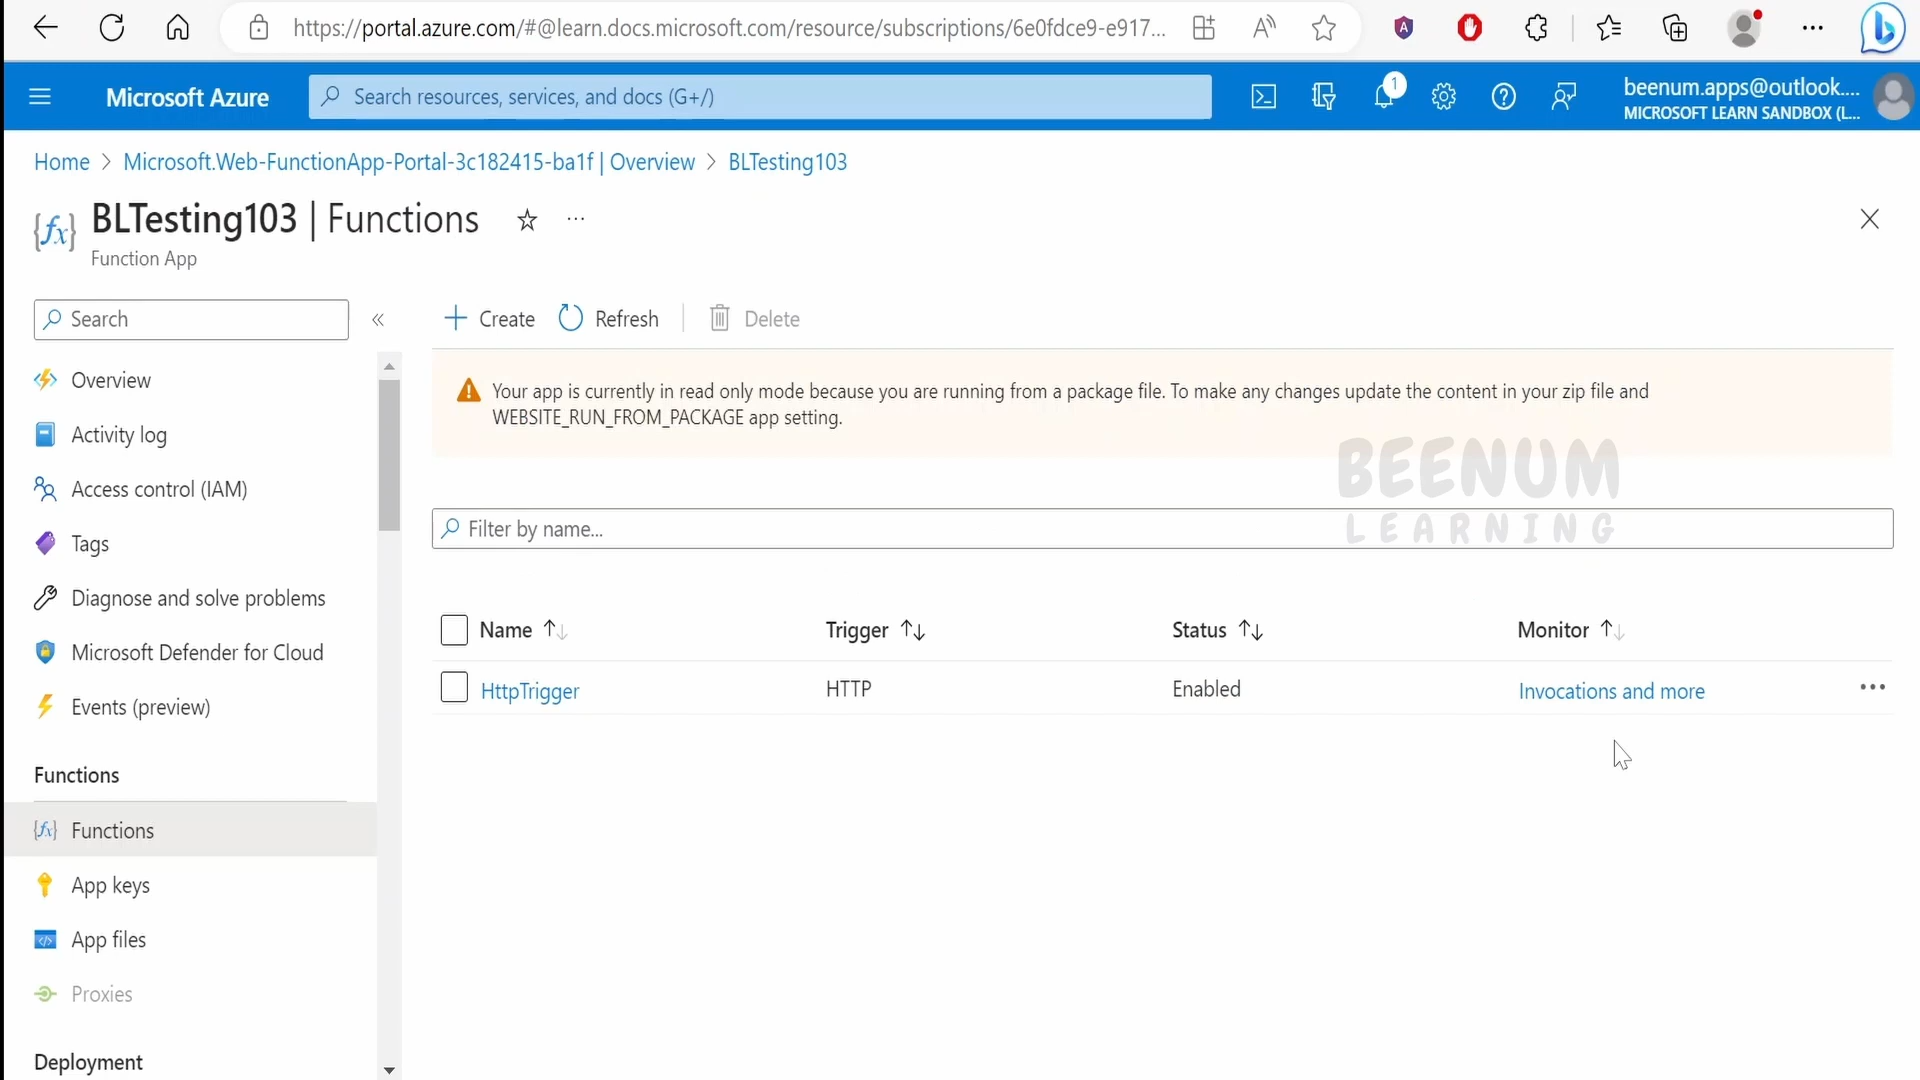 https://portal.azure.com/#@learn.docs.microsoft.com/resource/subscriptions/6e0fdce9-e917...
Microsoft Azure
Search resources, services, and docs (G+/)
1
beenum.apps@outlook....
MICROSOFT LEARN SANDBOX (L...
Home > Microsoft.Web-FunctionApp-Portal-3c182415-ba1f | Overview > BLTesting103
BLTesting103 | Functions
Function App
Search
Create
Refresh
Delete
Your app is currently in read only mode because you are running from a package file. To make any changes update the content in your zip file and
WEBSITE_RUN_FROM_PACKAGE app setting.
BEENUM
LEARNING
Filter by name...
Name
Trigger
Status
Monitor
HttpTrigger
HTTP
Enabled
Invocations and more
Overview
Activity log
Access control (IAM)
Tags
Diagnose and solve problems
Microsoft Defender for Cloud
Events (preview)
Functions
Functions
App keys
App files
Proxies
Deployment